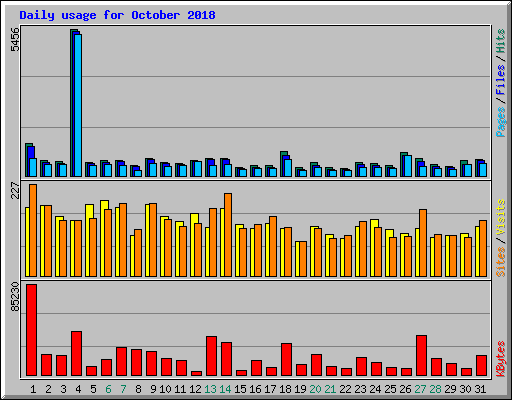 Daily usage for October 2018
5456
227
85230
Pages / Files / Hits
Sites / Visits
KBytes
1 2 3 4 5 6 7 8 9 10 11 12 13 14 15 16 17 18 19 20 21 22 23 24 25 26 27 28 29 30 31